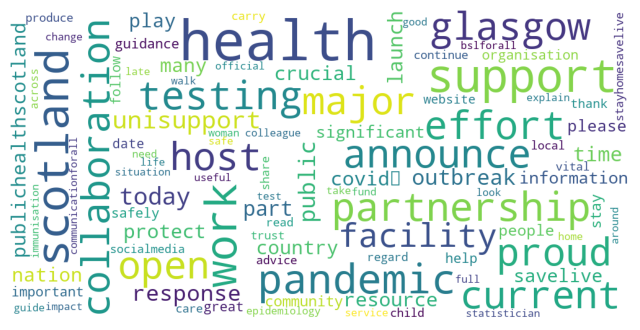 produce
change
across
late
carry
walk
official
good
bslforall
continue
organisation
website
explain
thank
stayhomesavelive
play
guidance
follow
many
crucial
launch
health
glasgow
support
testing
major
unisupport
significant
effort
please
scotland
collaboration
publichealthscotland
immunisation
communicationforall
date
need
life
situation
woman
colleague
safe
useful
host
work
public
announce
local
time
covid
outbreak
vital
information
today
part
test
read
share
take
fund
look
stay
people
home
around
safely
protect
socialmedia
trust
advice
country
partnership
facility
proud
nation
open
important
response
guide
impact
care
great
community
epidemiology
pandemic
resource
regard
help
savelive
full
service
child
statistician
current